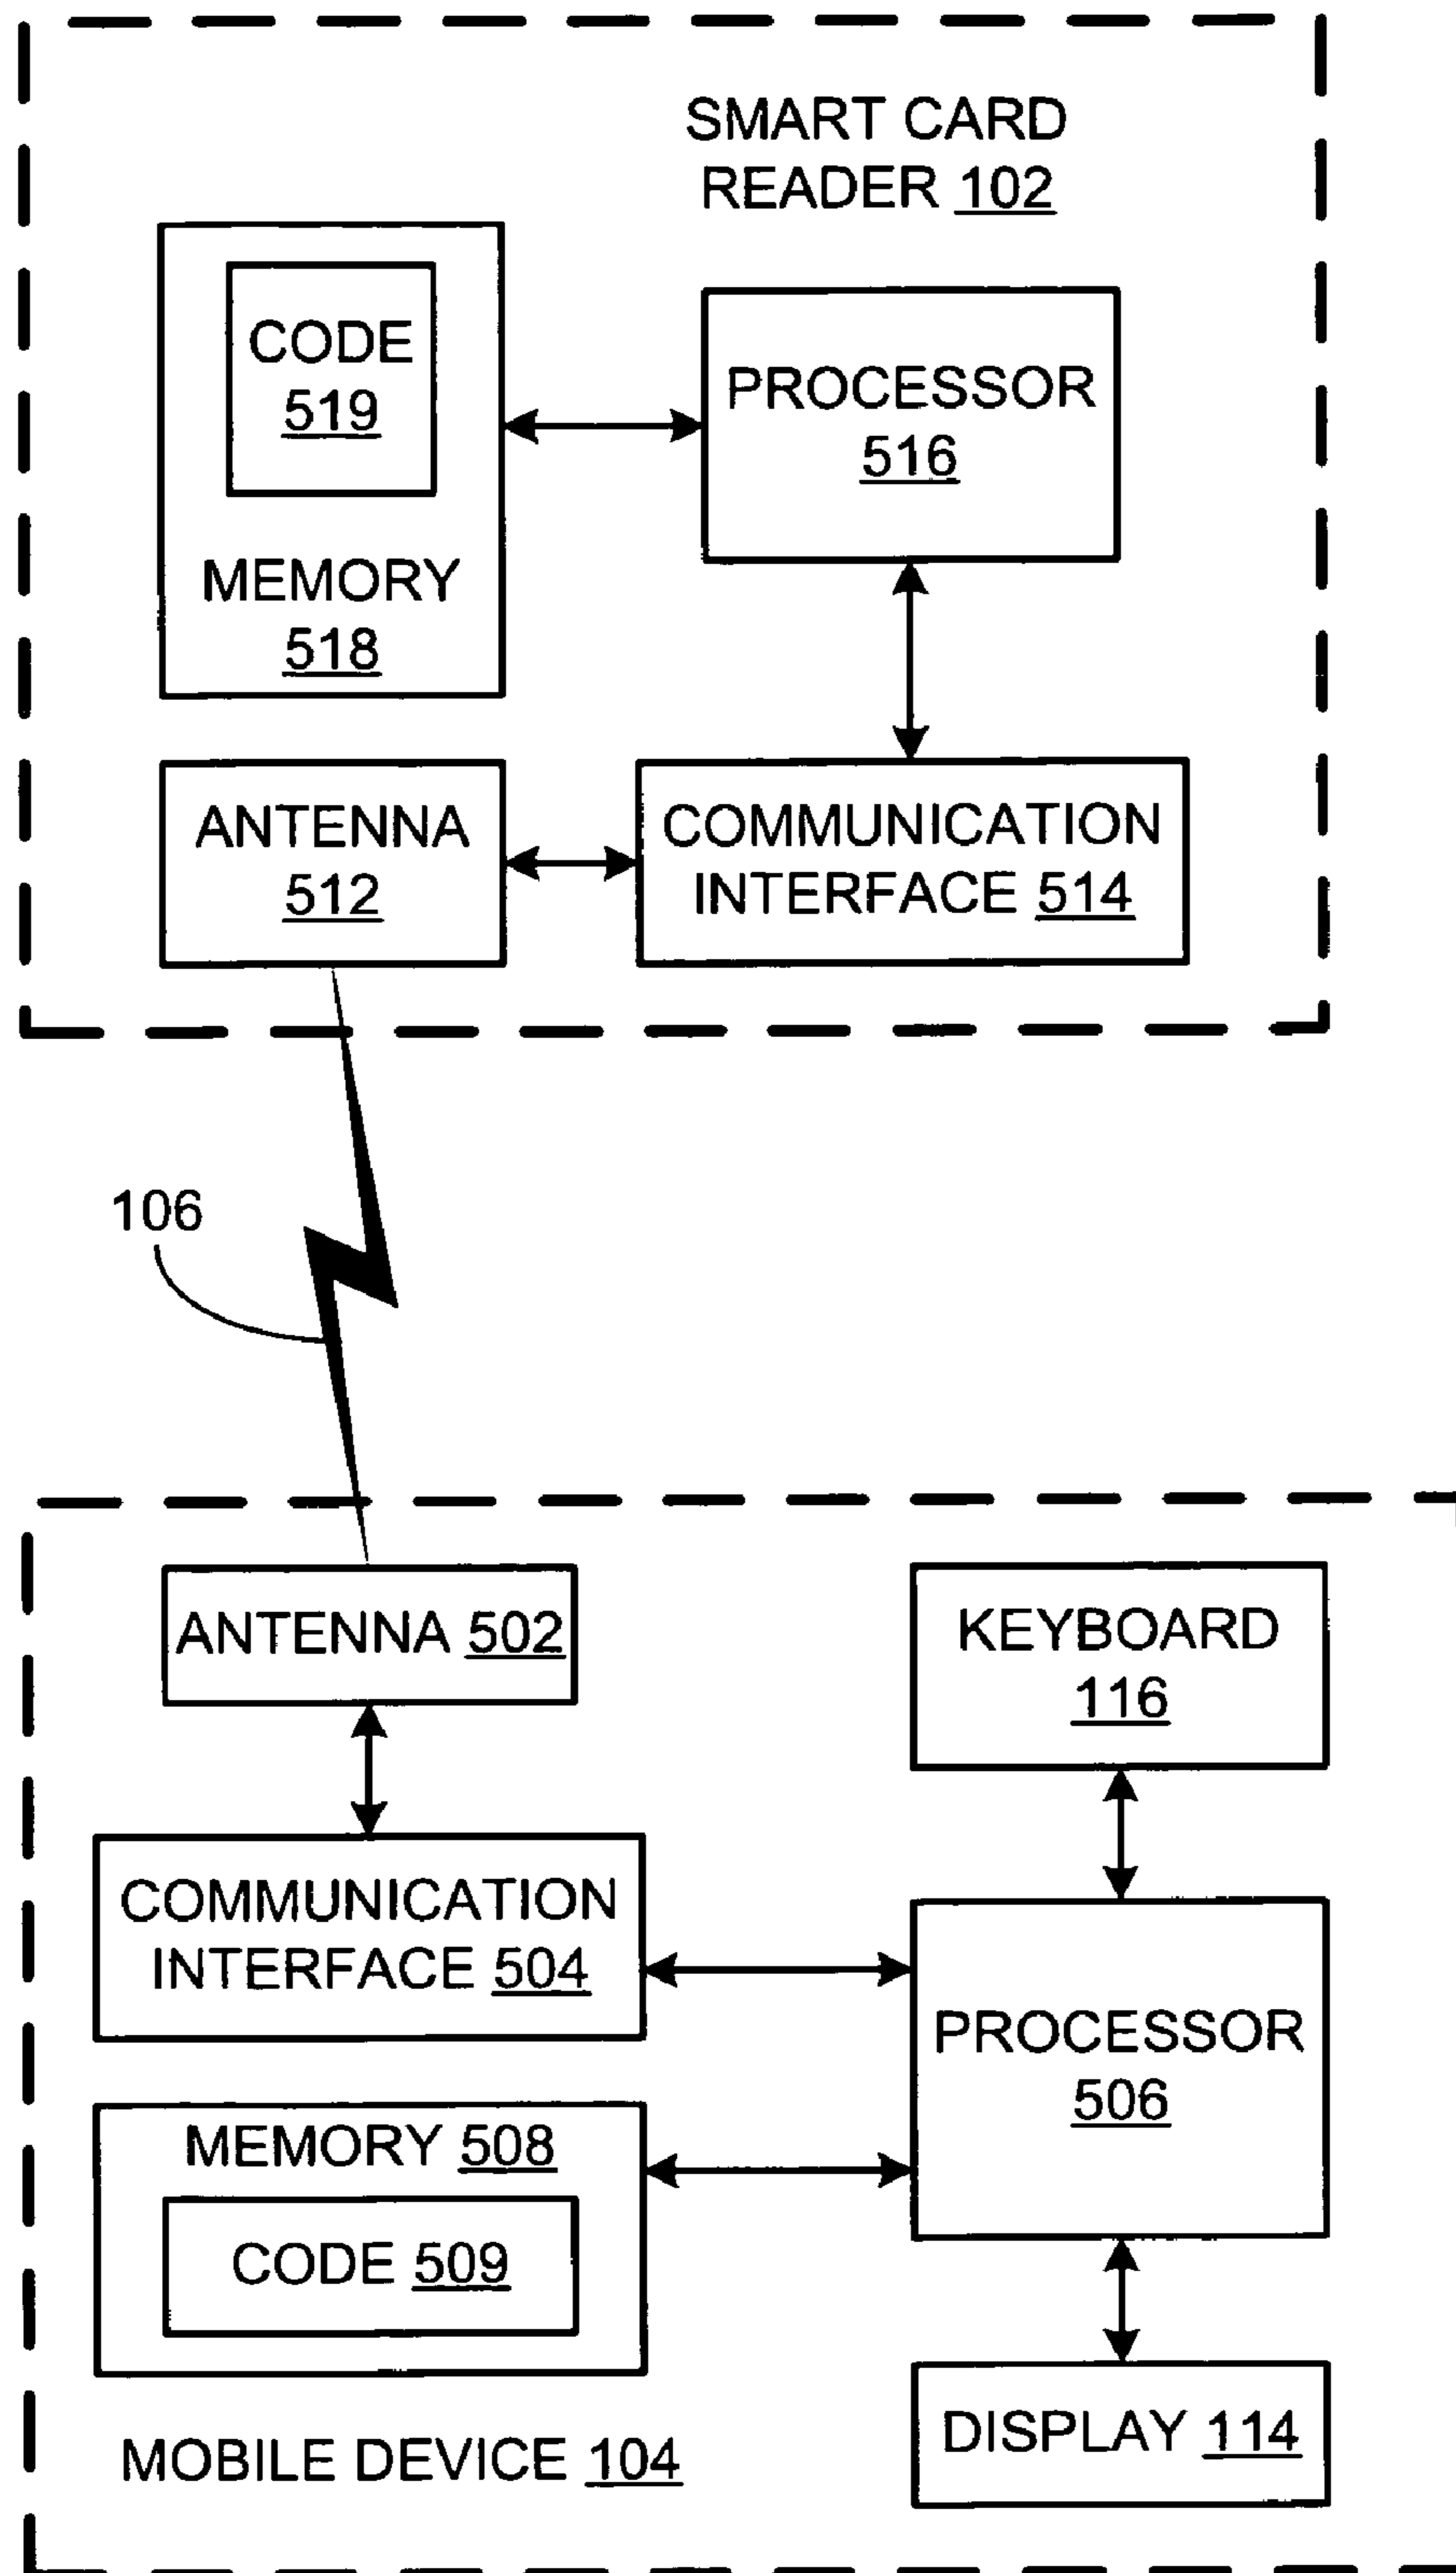 SMART CARD
READER 102
CODE
519
MEMORY
518
PROCESSOR
516
ANTENNA
512
COMMUNICATION
INTERFACE 514
106
ANTENNA 502
KEYBOARD
116
COMMUNICATION
INTERFACE 504
PROCESSOR
506
MEMORY 508
CODE 509
DISPLAY 114
MOBILE DEVICE 104